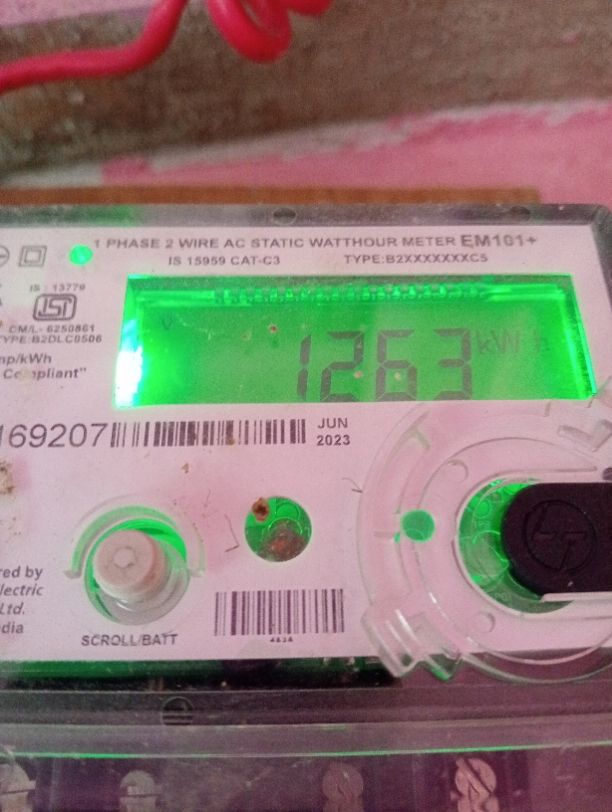 1 PHASE 2 WIRE AC STATIC WATTHOUR METER EM101+
IS 15959 CAT-C3 TYPE:B2XXXXXXXC5
IS : 13779
ISI
CM/L- 6250861
TYPE:B2DLC0506
mp/kWh
Compliant"
V
1263 kWh
169207
JUN
2023
red by
lectric
Ltd.
dia
SCROLL/BATT